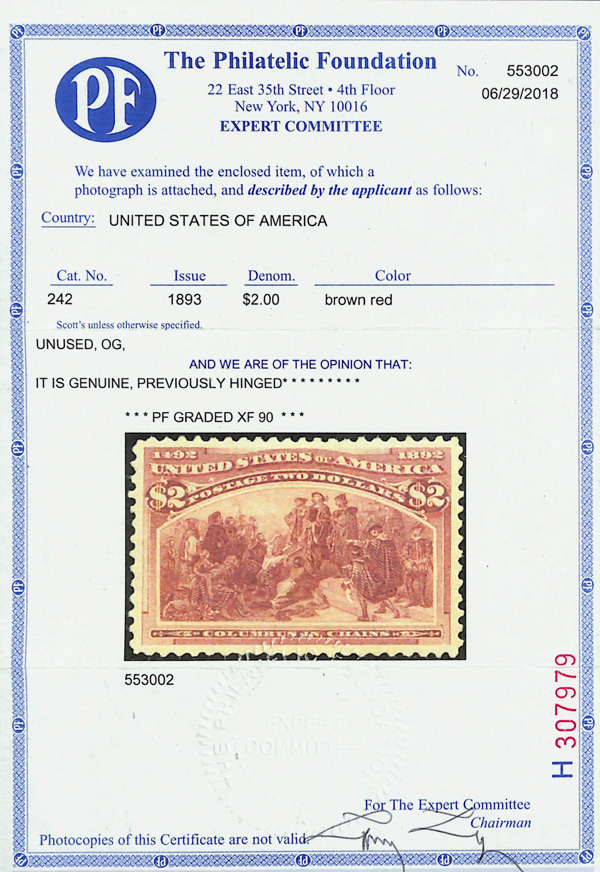 PF
The Philatelic Foundation
22 East 35th Street • 4th Floor
New York, NY 10016
EXPERT COMMITTEE
No. 553002
06/29/2018
We have examined the enclosed item, of which a
photograph is attached, and described by the applicant as follows:
Country: UNITED STATES OF AMERICA
Cat. No. Issue Denom. Color
242 1893 $2.00 brown red
Scott's unless otherwise specified.
UNUSED, OG,
AND WE ARE OF THE OPINION THAT:
IT IS GENUINE, PREVIOUSLY HINGED* * * * * * * * *
* * * PF GRADED XF 90 * * *
1492 1892
UNITED STATES OF AMERICA
$2 POSTAGE TWO DOLLARS $2
COLUMBUS IN CHAINS
553002
EXPERT
COMMITTEE
H 307979
For The Expert Committee
Chairman
Photocopies of this Certificate are not valid.